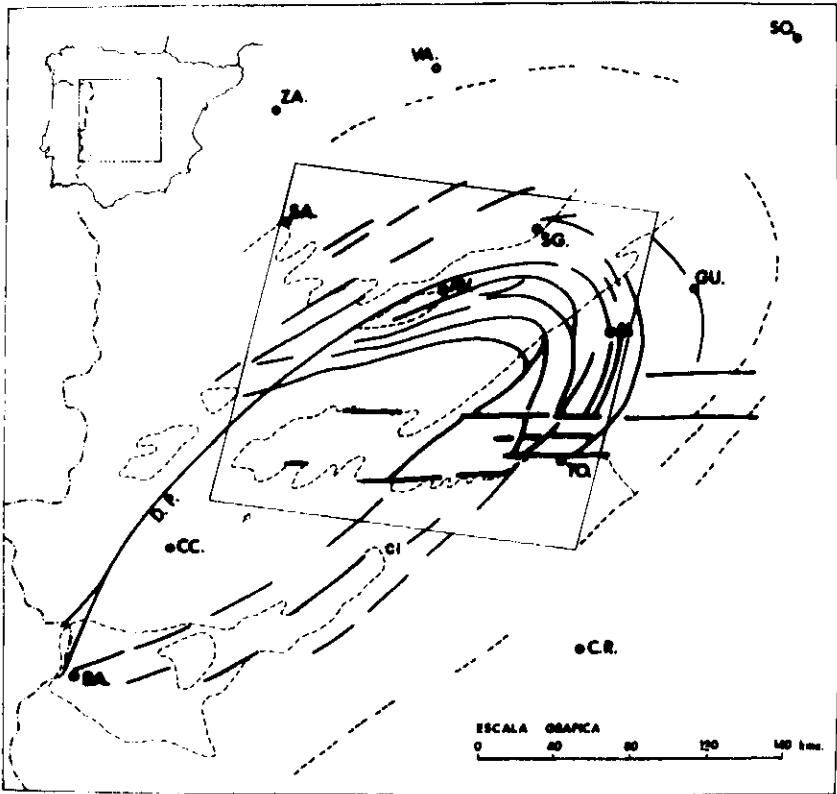 SO.
VA.
ZA.
SA.
SG.
GU.
TO.
D. P.
CC.
CI
C.R.
BA.
ESCALA GRAFICA
0 40 80 120 160 kms.